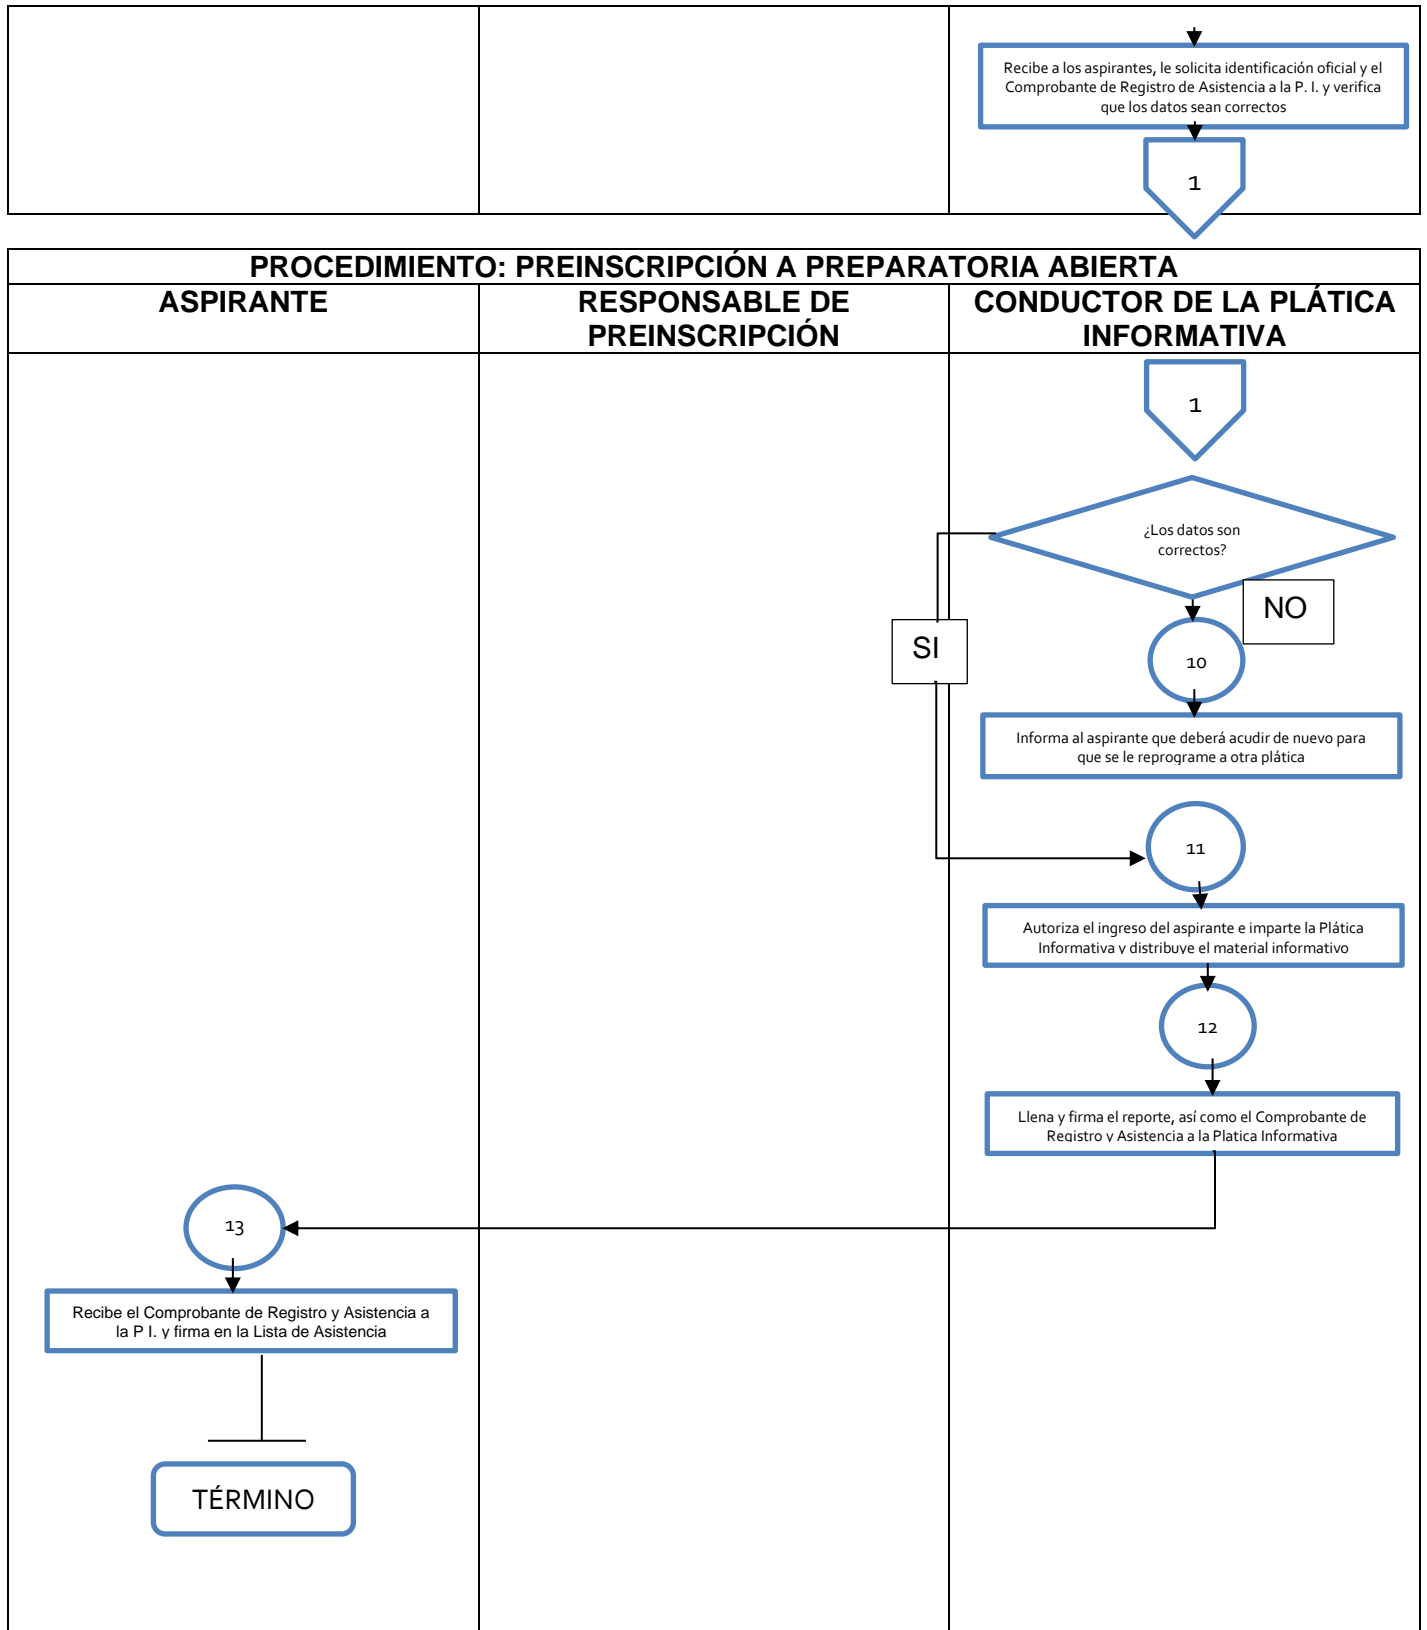 Recibe a los aspirantes, le solicita identificación oficial y el
Comprobante de Registro de Asistencia a la P. I. y verifica
que los datos sean correctos
1
PROCEDIMIENTO: PREINSCRIPCIÓN A PREPARATORIA ABIERTA
ASPIRANTE
RESPONSABLE DE
PREINSCRIPCIÓN
CONDUCTOR DE LA PLÁTICA
INFORMATIVA
1
¿Los datos son
correctos?
NO
SI
10
Informa al aspirante que deberá acudir de nuevo para
que se le reprograme a otra plática
11
Autoriza el ingreso del aspirante e imparte la Plática
Informativa y distribuye el material informativo
12
Llena y firma el reporte, así como el Comprobante de
Registro y Asistencia a la Platica Informativa
13
Recibe el Comprobante de Registro y Asistencia a
la P I. y firma en la Lista de Asistencia
TÉRMINO